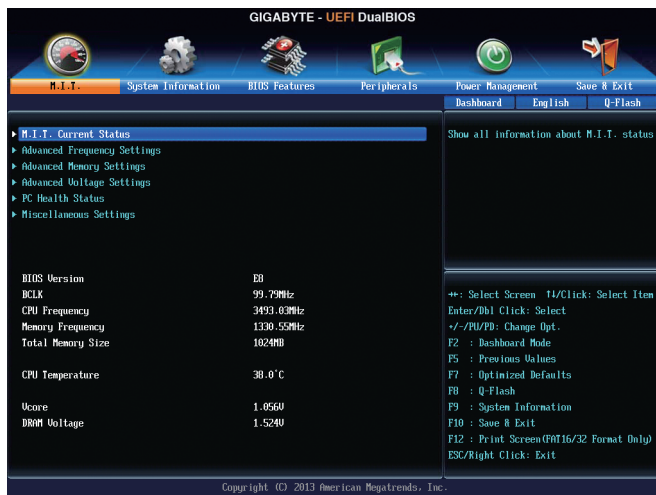 GIGABYTE - UEFI DualBIOS
M.I.T. System Information BIOS Features Peripherals Power Management Save & Exit
Dashboard English Q-Flash
M.I.T. Current Status
Advanced Frequency Settings
Advanced Memory Settings
Advanced Voltage Settings
PC Health Status
Miscellaneous Settings
Show all information about M.I.T. status
BIOS Version E8
BCLK 99.79MHz
CPU Frequency 3493.03MHz
Memory Frequency 1330.55MHz
Total Memory Size 1024MB
CPU Temperature 38.0°C
Vcore 1.056V
DRAM Voltage 1.524V
→←: Select Screen ↑↓/Click: Select Item
Enter/Dbl Click: Select
+/-/PU/PD: Change Opt.
F2 : Dashboard Mode
F5 : Previous Values
F7 : Optimized Defaults
F8 : Q-Flash
F9 : System Information
F10 : Save & Exit
F12 : Print Screen(FAT16/32 Format Only)
ESC/Right Click: Exit
Copyright (C) 2013 American Megatrends, Inc.